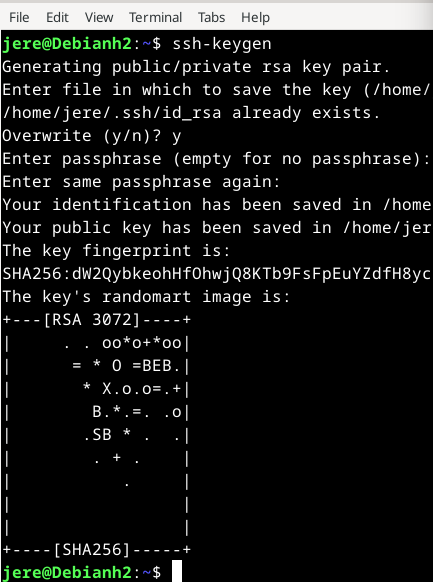 File Edit View Terminal Tabs Help
jere@Debianh2:~$ ssh-keygen
Generating public/private rsa key pair.
Enter file in which to save the key (/home/
/home/jere/.ssh/id_rsa already exists.
Overwrite (y/n)? y
Enter passphrase (empty for no passphrase):
Enter same passphrase again:
Your identification has been saved in /home
Your public key has been saved in /home/jer
The key fingerprint is:
SHA256:dW2QybkeohHfOhwjQ8KTb9FsFpEuYZdfH8yc
The key's randomart image is:
+---[RSA 3072]----+
|     . . oo*o+*oo|
|      = * O =BEB.|
|       * X.o.o=.+|
|        B.*.=. .o|
|       .SB * .  .|
|        . + .    |
|           .     |
|                 |
|                 |
+----[SHA256]-----+
jere@Debianh2:~$